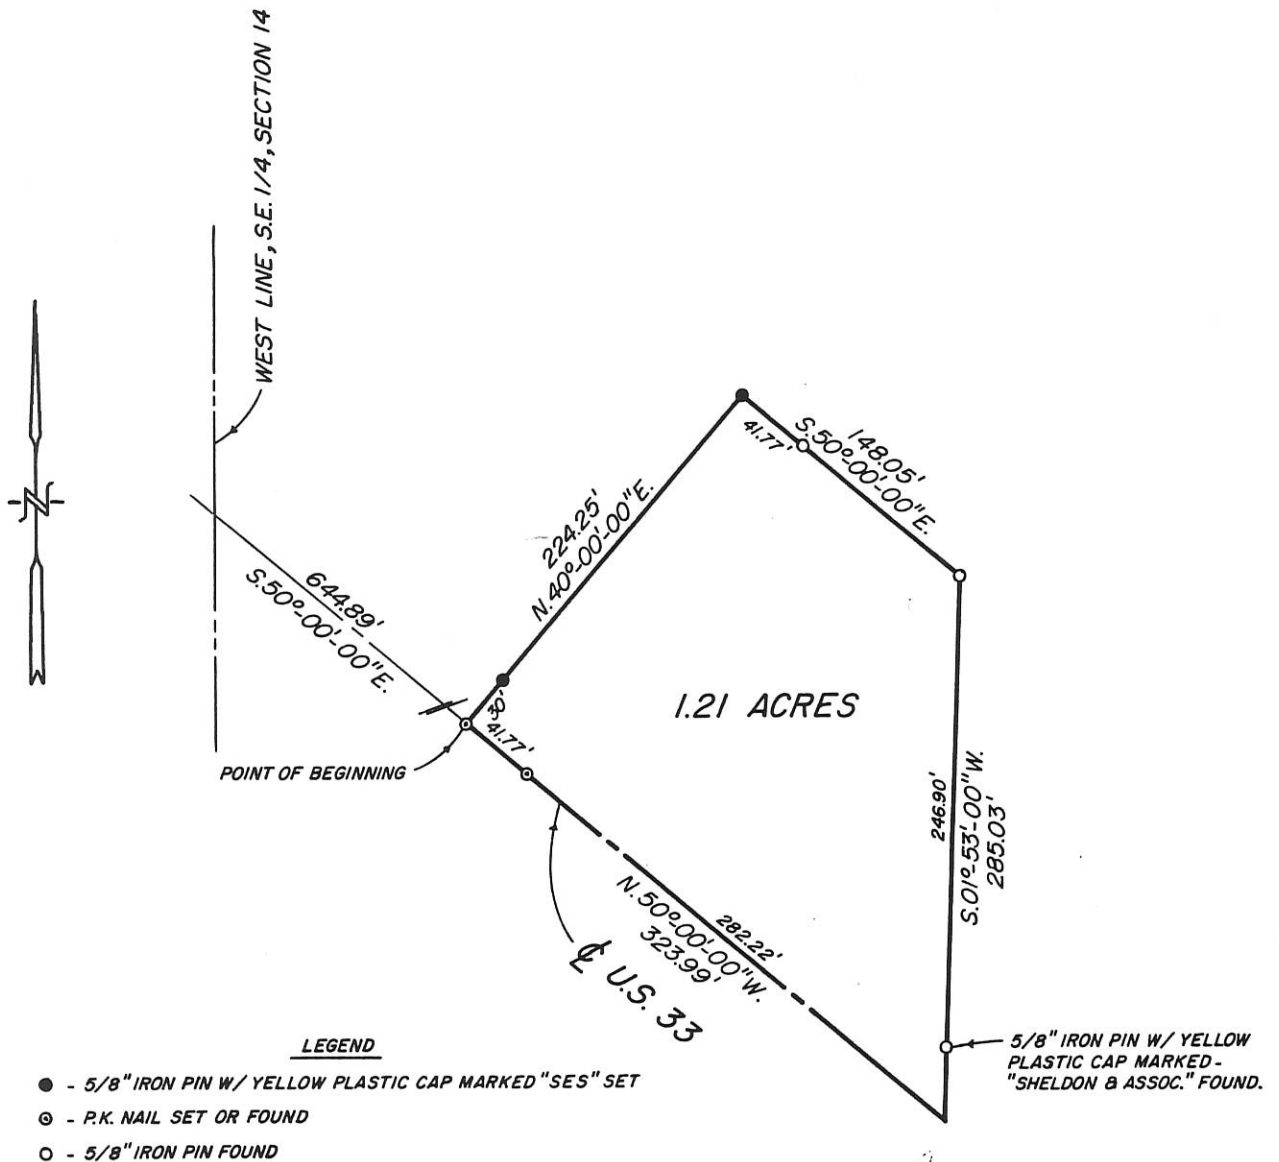 WEST LINE, S.E. 1/4, SECTION 14
N
41.77'
148.05'
S.50°-00'-00"E.
224.25'
N.40°-00'-00"E.
644.89'
S.50°-00'-00"E.
30'
41.77'
1.21 ACRES
POINT OF BEGINNING
246.90'
S.01°-53'-00"W.
285.03'
282.22'
N.50°-00'-00"W.
323.99'
℄ U.S. 33
5/8" IRON PIN W/ YELLOW
PLASTIC CAP MARKED -
"SHELDON & ASSOC." FOUND.
LEGEND
● - 5/8" IRON PIN W/ YELLOW PLASTIC CAP MARKED "SES" SET
◎ - P.K. NAIL SET OR FOUND
○ - 5/8" IRON PIN FOUND